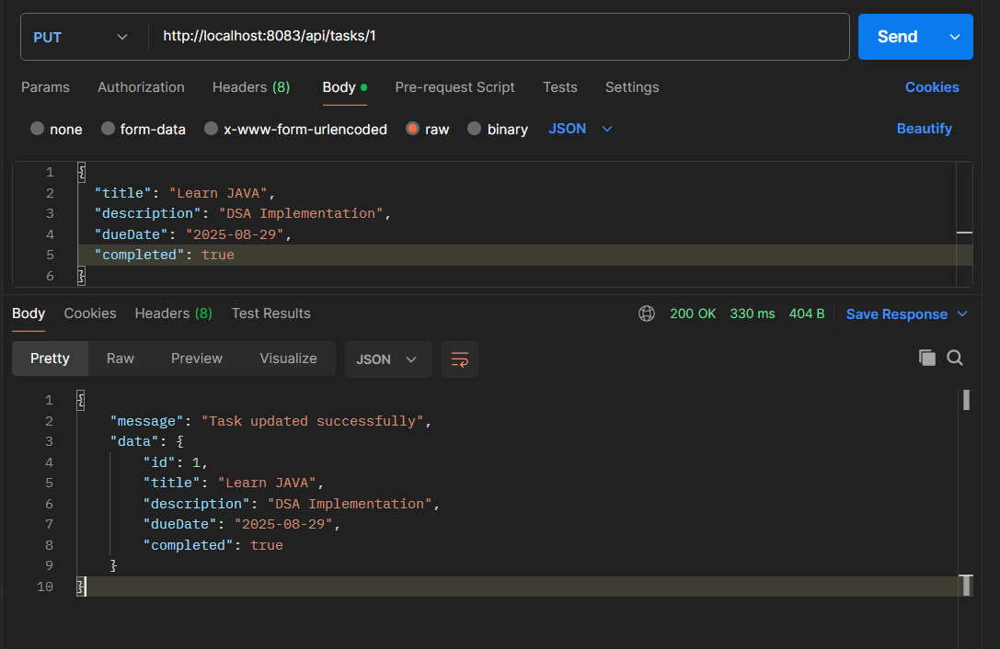 PUT http://localhost:8083/api/tasks/1 Send
Params Authorization Headers (8) Body Pre-request Script Tests Settings Cookies
none form-data x-www-form-urlencoded raw binary JSON Beautify
1 {
2 "title": "Learn JAVA",
3 "description": "DSA Implementation",
4 "dueDate": "2025-08-29",
5 "completed": true
6 }
Body Cookies Headers (8) Test Results 200 OK 330 ms 404 B Save Response
Pretty Raw Preview Visualize JSON
1 {
2 "message": "Task updated successfully",
3 "data": {
4 "id": 1,
5 "title": "Learn JAVA",
6 "description": "DSA Implementation",
7 "dueDate": "2025-08-29",
8 "completed": true
9 }
10 }